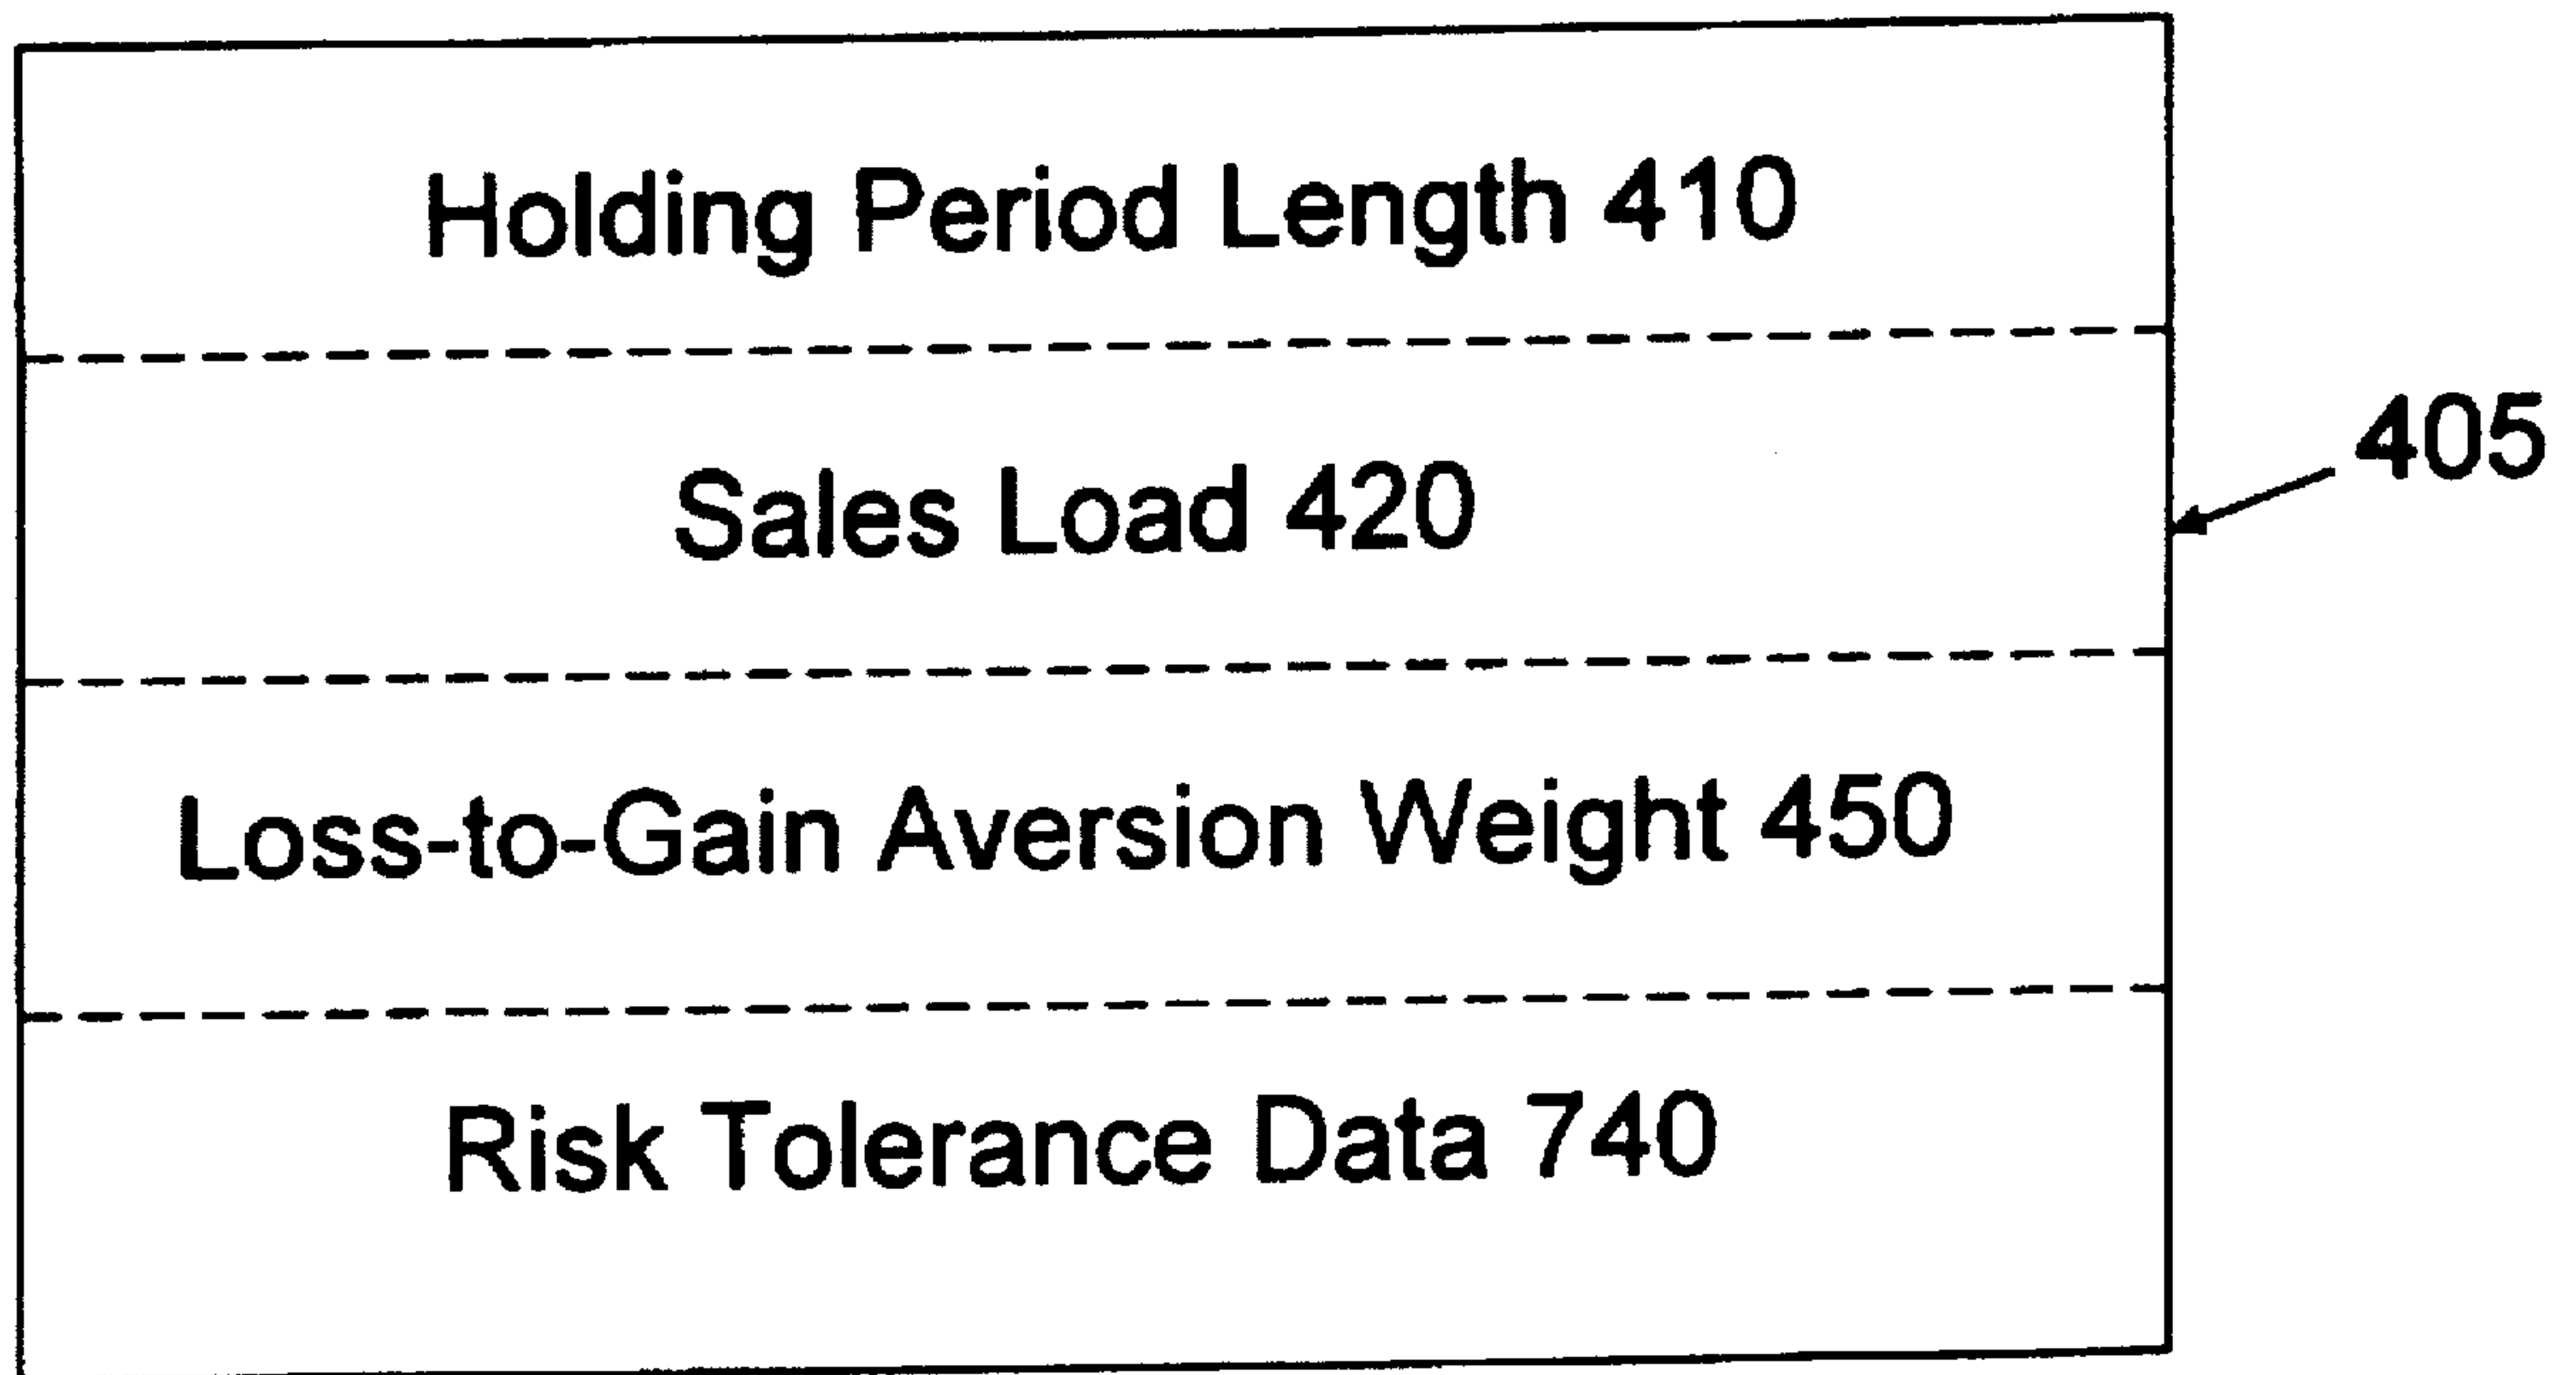 Holding Period Length 410
Sales Load 420
405
Loss-to-Gain Aversion Weight 450
Risk Tolerance Data 740